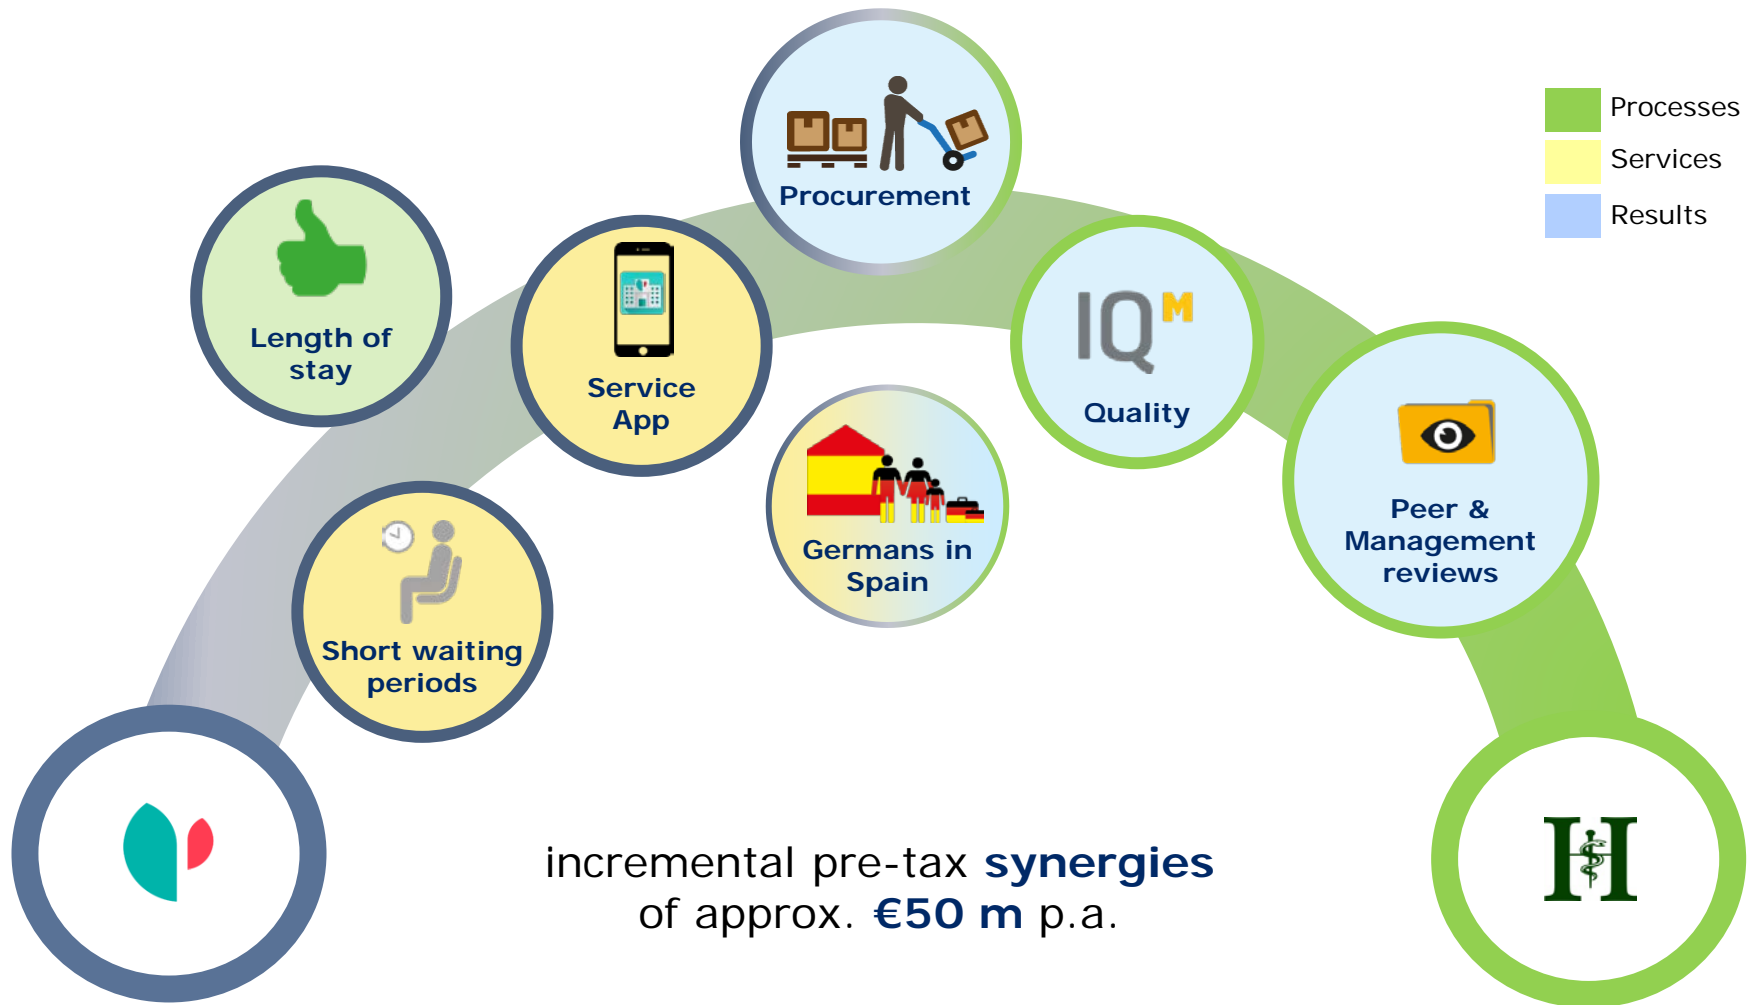 Procurement
Processes
Services
Results
Length of
stay
Service
App
IQM
Quality
Germans in
Spain
Peer &
Management
reviews
Short waiting
periods
incremental pre-tax synergies
of approx. €50 m p.a.
H